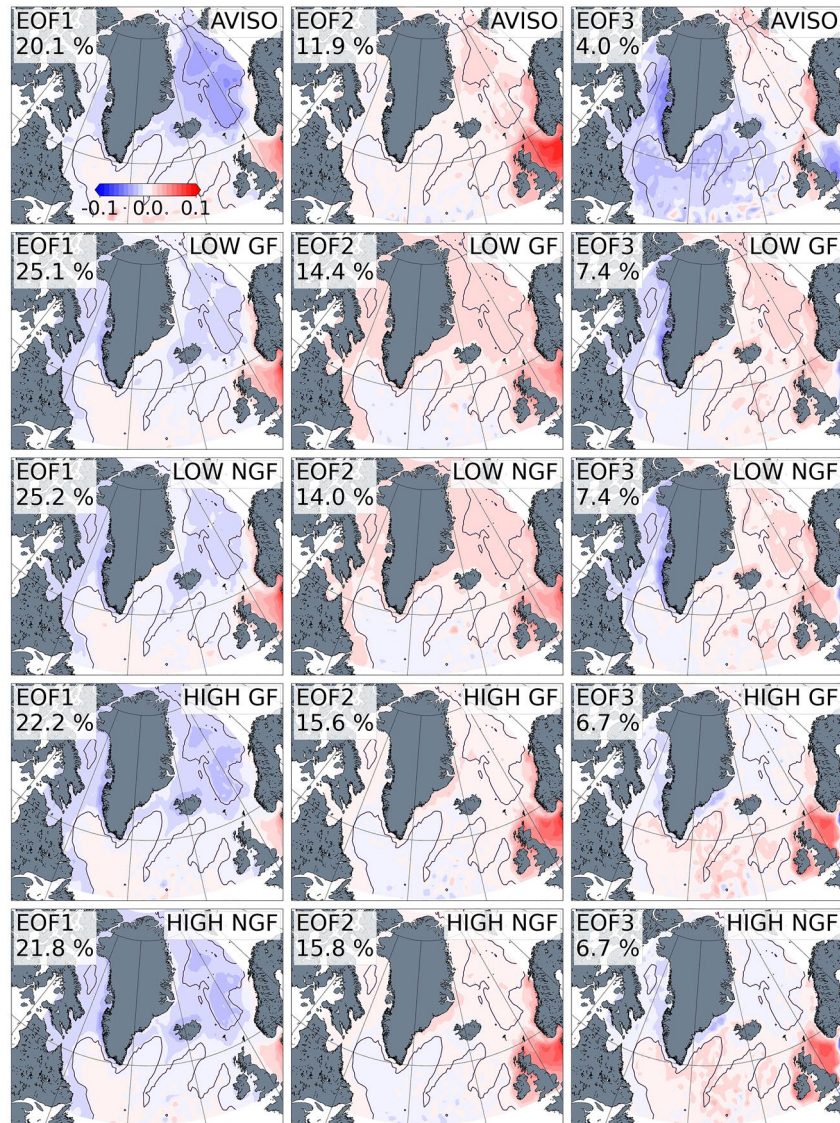 EOF1 AVISO
20.1 %
-0.1 0.0 0.1
EOF2 AVISO
11.9 %
EOF3 AVISO
4.0 %
EOF1 LOW GF
25.1 %
EOF2 LOW GF
14.4 %
EOF3 LOW GF
7.4 %
EOF1 LOW NGF
25.2 %
EOF2 LOW NGF
14.0 %
EOF3 LOW NGF
7.4 %
EOF1 HIGH GF
22.2 %
EOF2 HIGH GF
15.6 %
EOF3 HIGH GF
6.7 %
EOF1 HIGH NGF
21.8 %
EOF2 HIGH NGF
15.8 %
EOF3 HIGH NGF
6.7 %